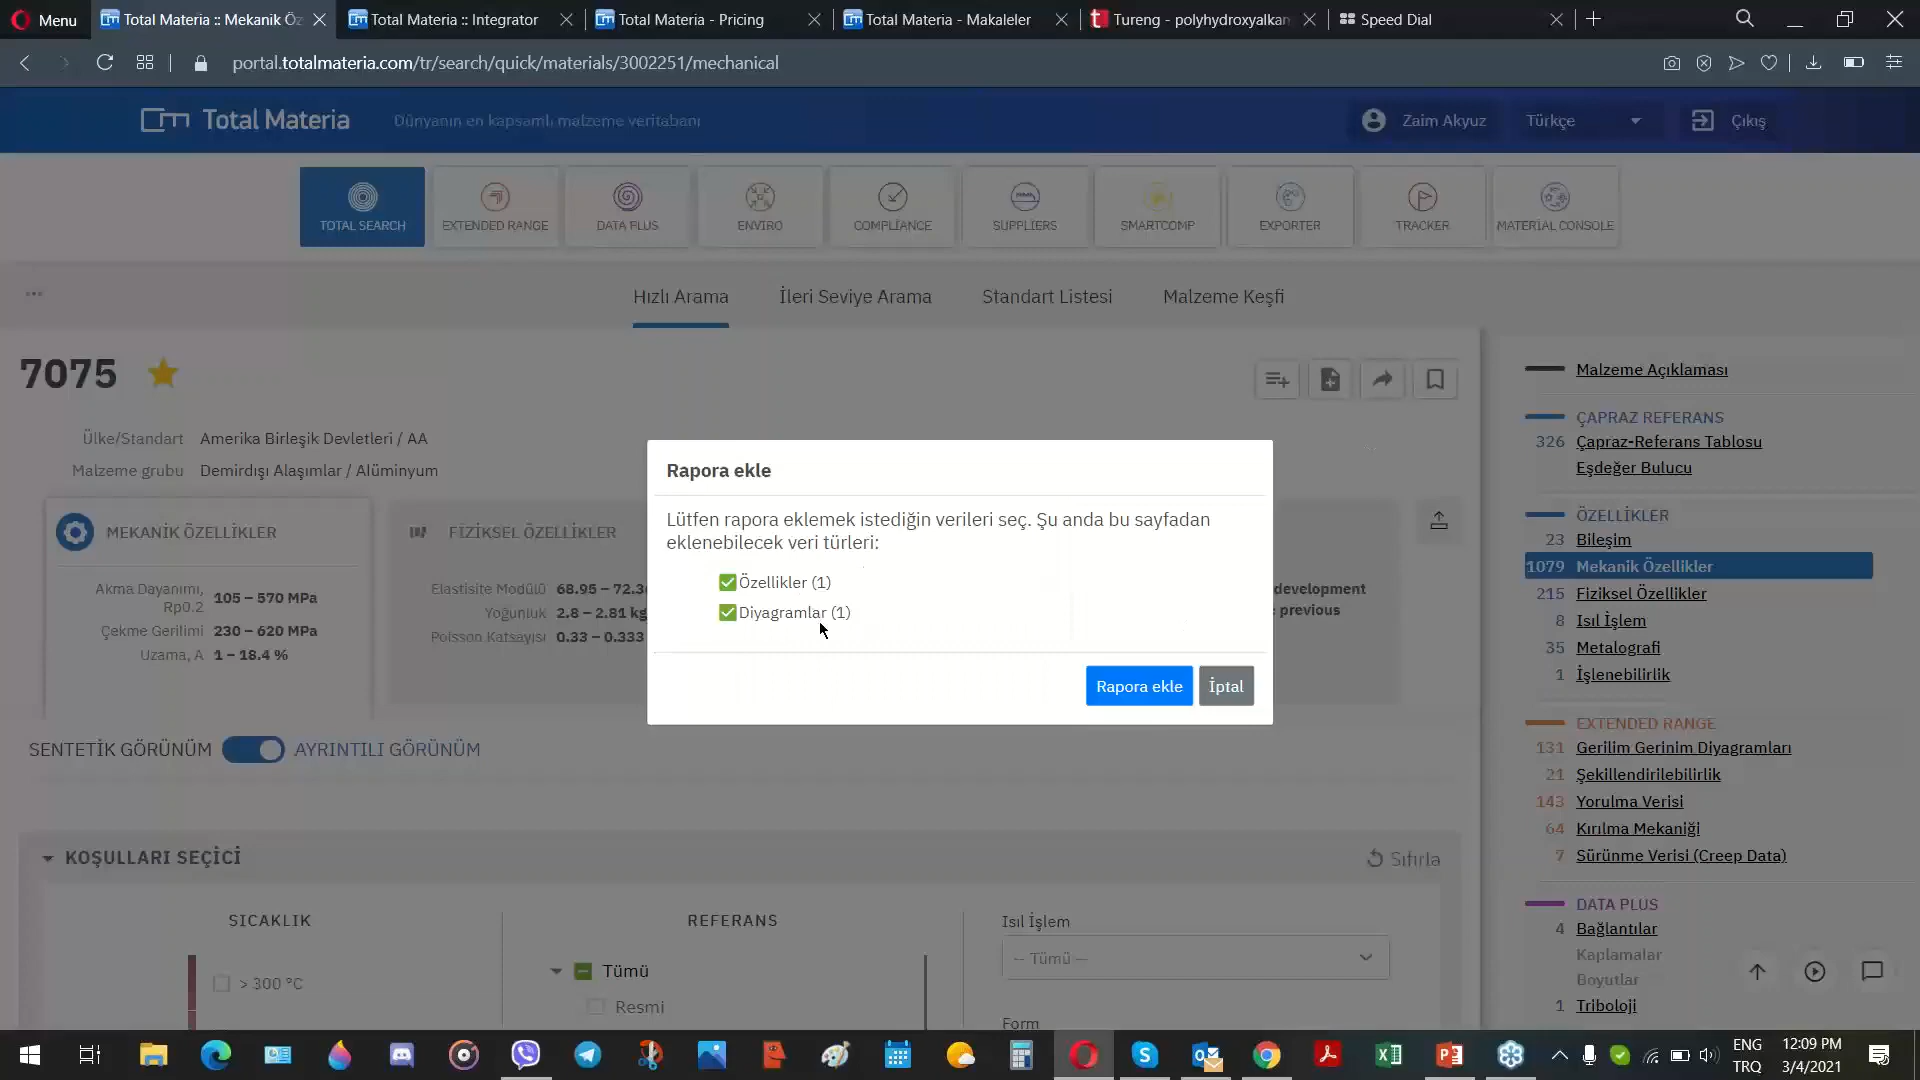 Menu
Total Materia :: Mekanik Öz
Total Materia :: Integrator
Total Materia - Pricing
Total Materia - Makaleler
Tureng - polyhydroxyalkan
Speed Dial
portal.totalmateria.com/tr/search/quick/materials/3002251/mechanical
Total Materia
Dünyanın en kapsamlı malzeme veritabanı
Zaim Akyuz
Türkçe
Çıkış
TOTAL SEARCH
EXTENDED RANGE
DATA PLUS
ENVIRO
COMPLIANCE
SUPPLIERS
SMARTCOMP
EXPORTER
TRACKER
MATERIAL CONSOLE
...
Hızlı Arama
İleri Seviye Arama
Standart Listesi
Malzeme Keşfi
7075
Ülke/Standart Amerika Birleşik Devletleri / AA
Malzeme grubu Demirdışı Alaşımlar / Alüminyum
MEKANİK ÖZELLİKLER
Akma Dayanımı, Rp0.2 105 – 570 MPa
Çekme Gerilimi 230 – 620 MPa
Uzama, A 1 – 18.4 %
FİZİKSEL ÖZELLİKLER
Elastisite Modülü 68.95 – 72.3
Yoğunluk 2.8 – 2.81 kg
Poisson Katsayısı 0.33 – 0.333
development
previous
Rapora ekle
Lütfen rapora eklemek istediğin verileri seç. Şu anda bu sayfadan
eklenebilecek veri türleri:
Özellikler (1)
Diyagramlar (1)
Rapora ekle
İptal
SENTETİK GÖRÜNÜM
AYRINTILI GÖRÜNÜM
KOŞULLARI SEÇİCİ
Sıfırla
SICAKLIK
> 300 °C
REFERANS
Tümü
Resmi
Isıl İşlem
-- Tümü --
Form
Malzeme Açıklaması
ÇAPRAZ REFERANS
326 Çapraz-Referans Tablosu
Eşdeğer Bulucu
ÖZELLİKLER
23 Bileşim
1079 Mekanik Özellikler
215 Fiziksel Özellikler
8 Isıl İşlem
35 Metalografi
1 İşlenebilirlik
EXTENDED RANGE
131 Gerilim Gerinim Diyagramları
21 Şekillendirilebilirlik
143 Yorulma Verisi
64 Kırılma Mekaniği
7 Sürünme Verisi (Creep Data)
DATA PLUS
4 Bağlantılar
Kaplamalar
Boyutlar
1 Triboloji
ENG
TRQ
12:09 PM
3/4/2021